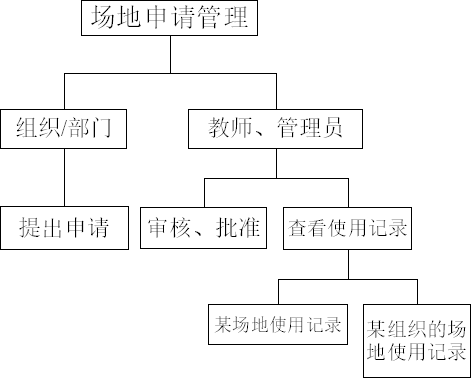 场地申请管理
组织/部门
教师、管理员
提出申请
审核、批准
查看使用记录
某场地使用记录
某组织的场
地使用记录